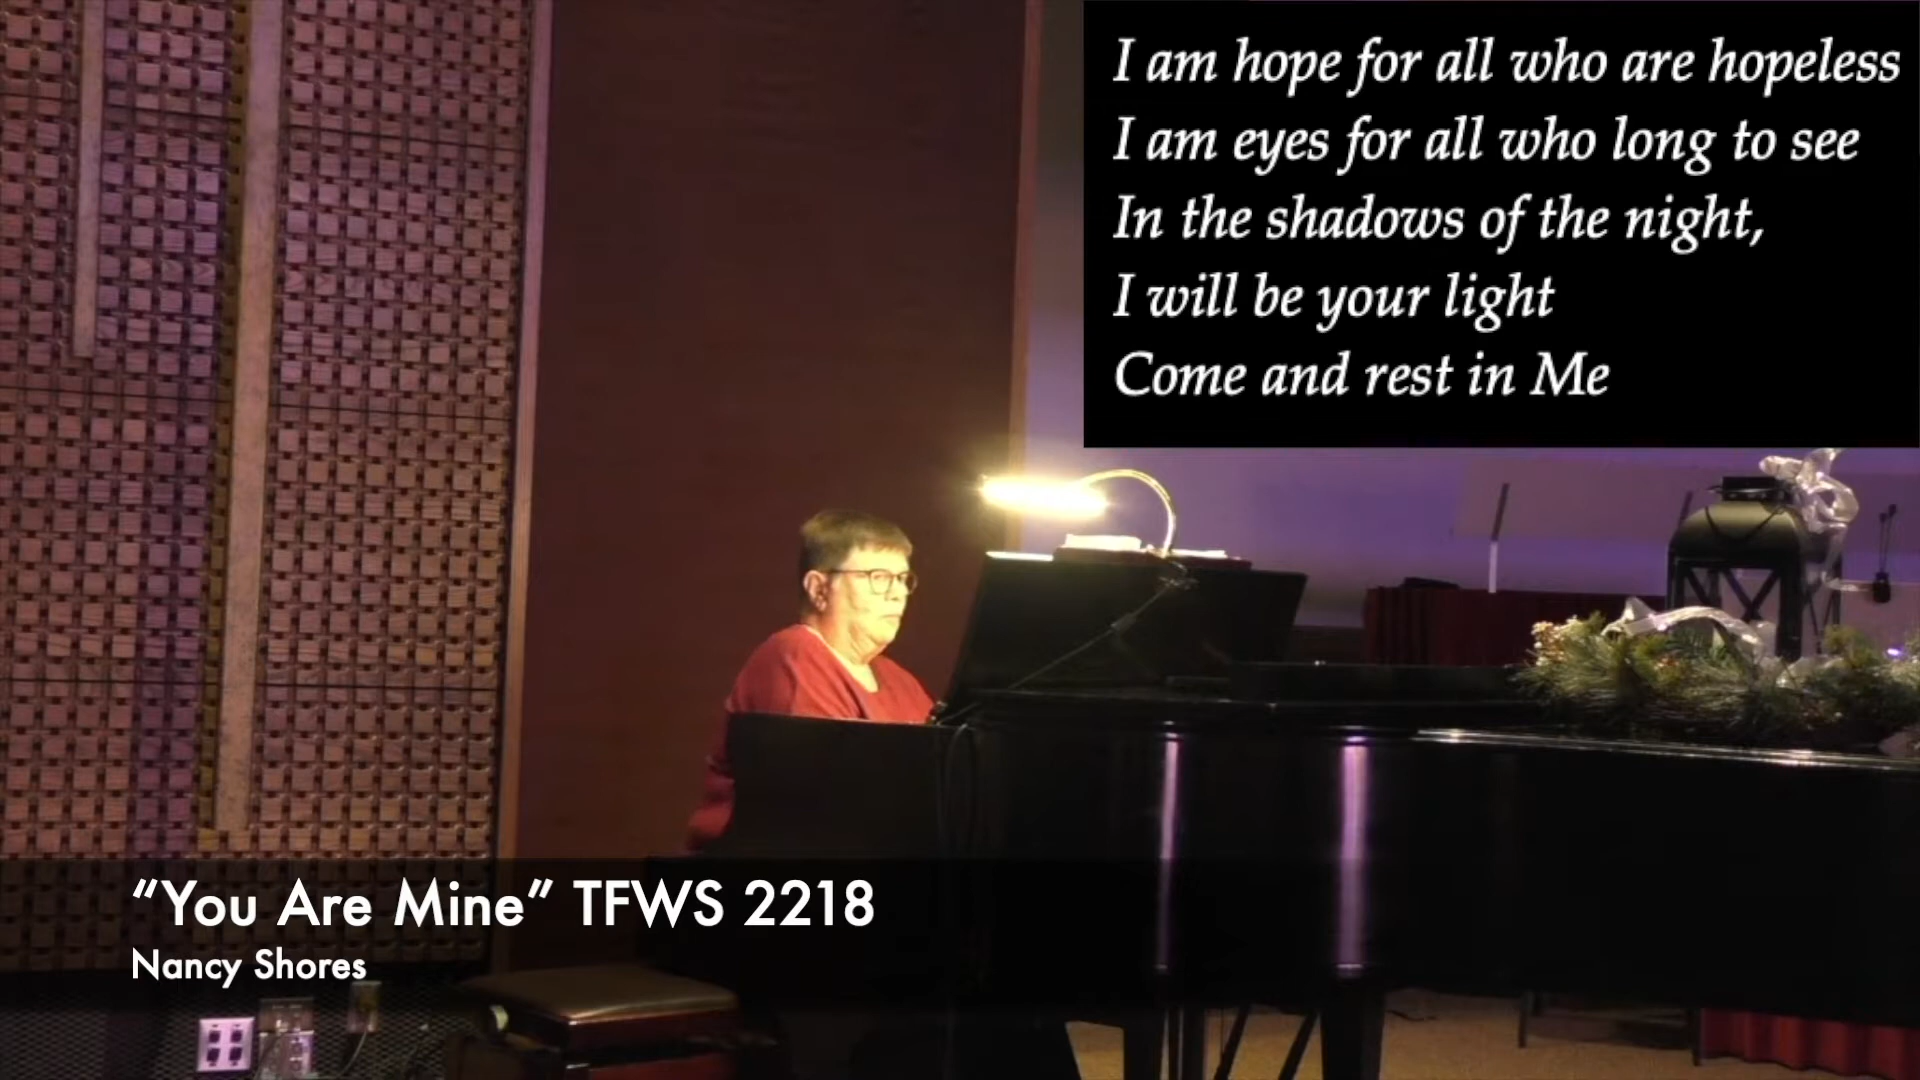 I am hope for all who are hopeless
I am eyes for all who long to see
In the shadows of the night,
I will be your light
Come and rest in Me
“You Are Mine” TFWS 2218
Nancy Shores